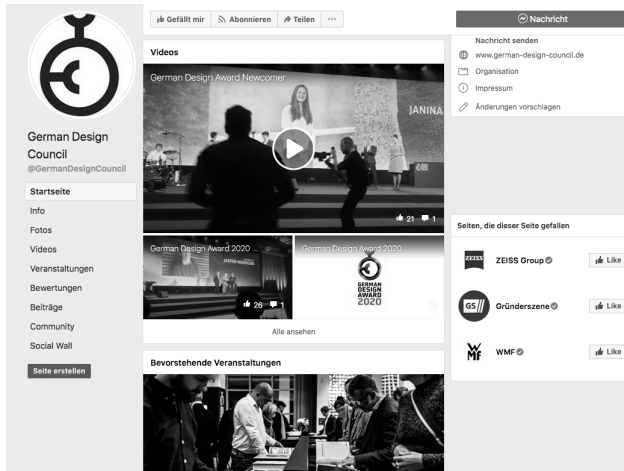 German Design
Council
@GermanDesignCouncil
Startseite
Info
Fotos
Videos
Veranstaltungen
Bewertungen
Beiträge
Community
Social Wall
Seite erstellen
Gefällt mir
Abonnieren
Teilen
Videos
German Design Award Newcomer
JANINA
21 1
German Design Award 2020 ...
26 1
German Design Award 2020 ...
GERMAN
DESIGN
AWARD
2020
Alle ansehen
Bevorstehende Veranstaltungen
Nachricht
Nachricht senden
www.german-design-council.de
Organisation
Impressum
Änderungen vorschlagen
Seiten, die dieser Seite gefallen
ZEISS
ZEISS Group
Like
GS//
Gründerszene
Like
WMF
WMF
Like